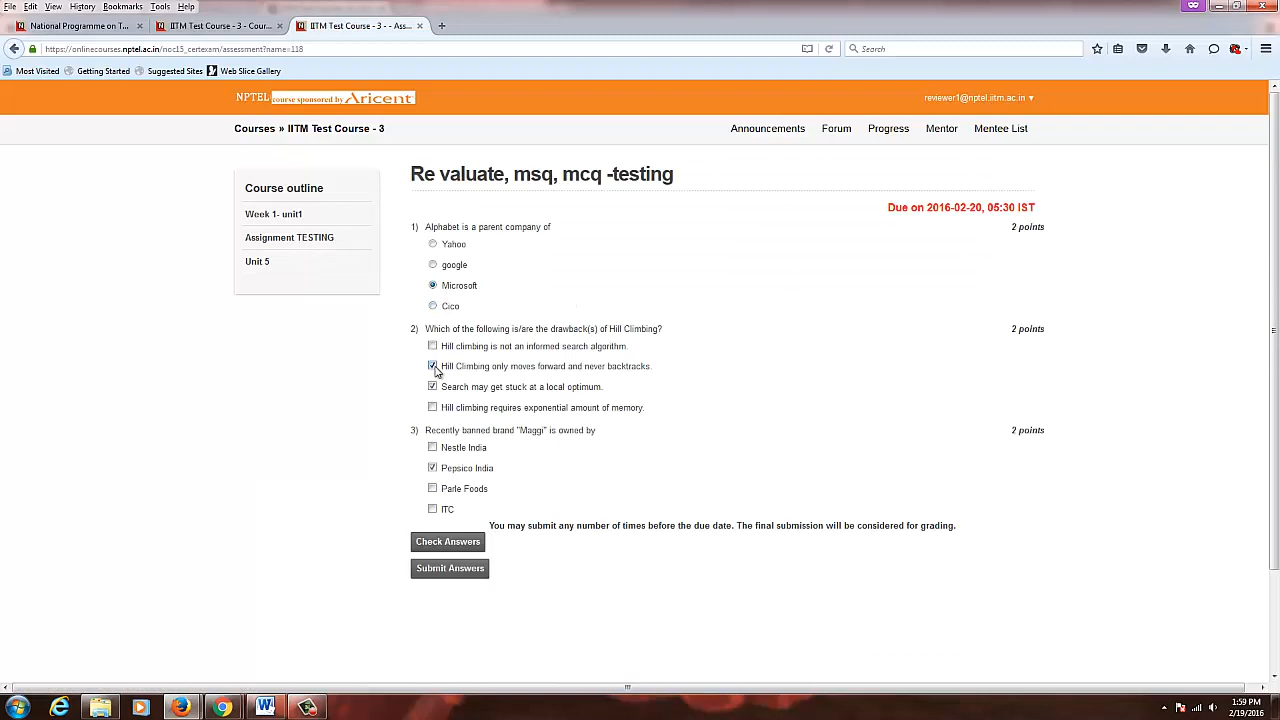 File Edit View History Bookmarks Tools Help
National Programme on T... × IITM Test Course - 3 - Cour... × IITM Test Course - 3 - - Ass... × +
https://onlinecourses.nptel.ac.in/noc15_certexam/assessment?name=118 Search
Most Visited Getting Started Suggested Sites Web Slice Gallery
NPTEL course sponsored by Aricent reviewer1@nptel.iitm.ac.in ▼
Courses » IITM Test Course - 3 Announcements Forum Progress Mentor Mentee List
Re valuate, msq, mcq -testing
Course outline
Week 1- unit1
Assignment TESTING
Unit 5
Due on 2016-02-20, 05:30 IST
1) Alphabet is a parent company of 2 points
Yahoo
google
Microsoft
Cico
2) Which of the following is/are the drawback(s) of Hill Climbing? 2 points
Hill climbing is not an informed search algorithm.
Hill Climbing only moves forward and never backtracks.
Search may get stuck at a local optimum.
Hill climbing requires exponential amount of memory.
3) Recently banned brand "Maggi" is owned by 2 points
Nestle India
Pepsico India
Parle Foods
ITC
You may submit any number of times before the due date. The final submission will be considered for grading.
Check Answers
Submit Answers
1:59 PM
2/19/2016